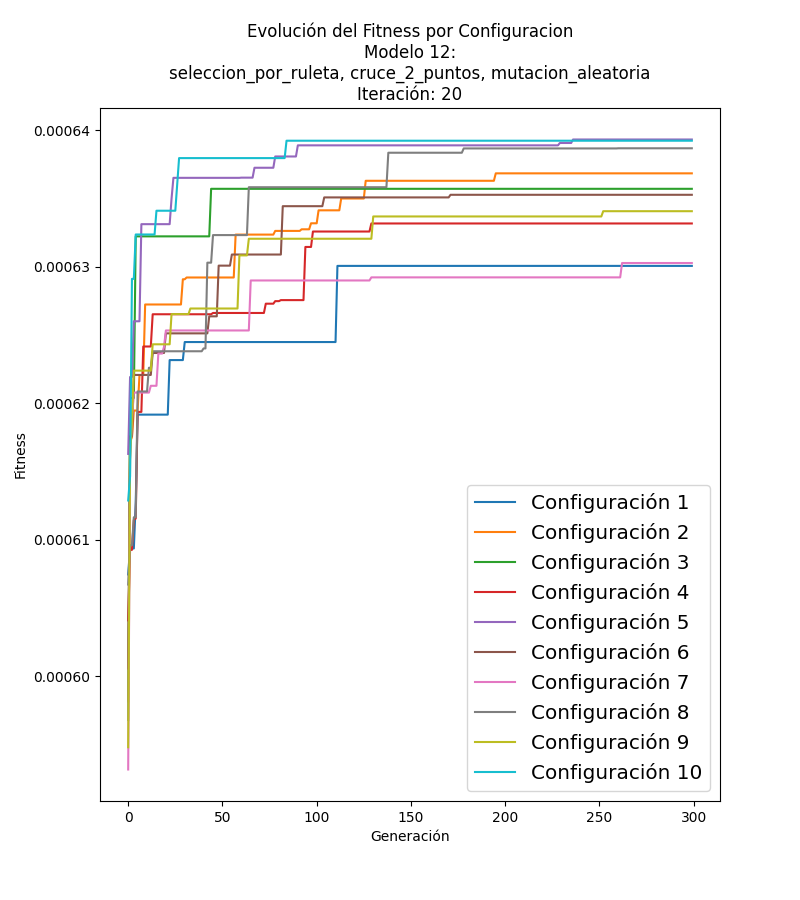 Evolución del Fitness por Configuracion
Modelo 12:
seleccion_por_ruleta, cruce_2_puntos, mutacion_aleatoria
Iteración: 20
0.00064
0.00063
0.00062
0.00061
0.00060
Fitness
Configuración 1
Configuración 2
Configuración 3
Configuración 4
Configuración 5
Configuración 6
Configuración 7
Configuración 8
Configuración 9
Configuración 10
0 50 100 150 200 250 300
Generación